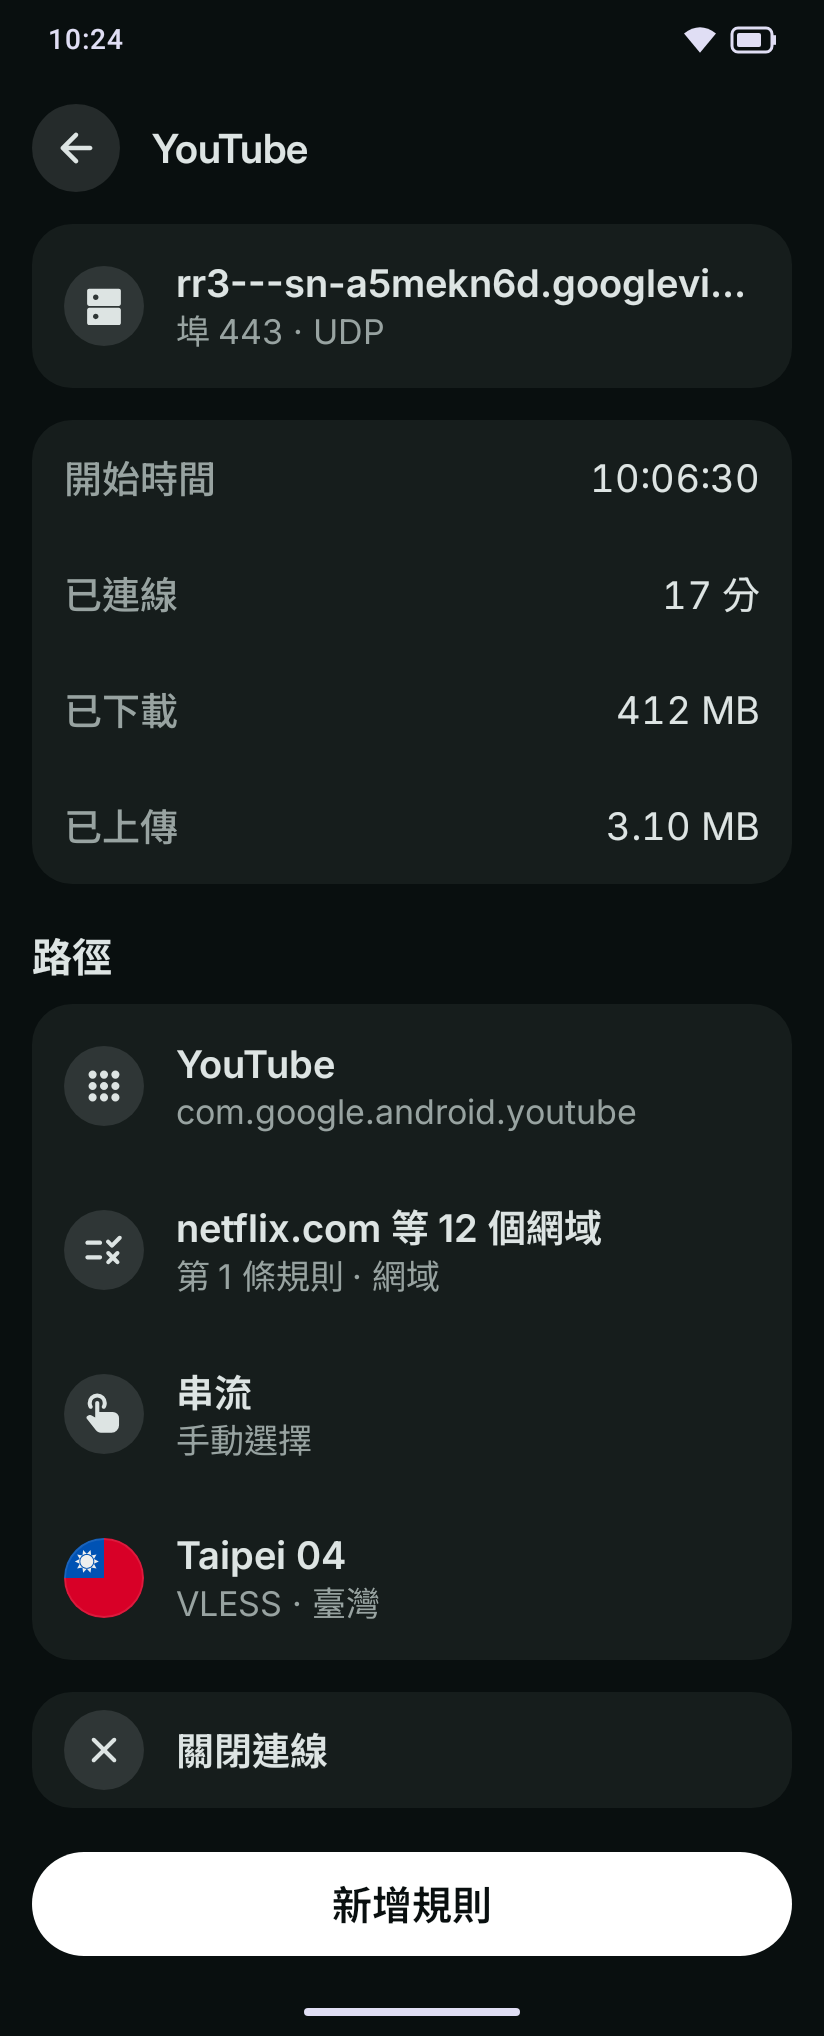 10:24
YouTube
rr3---sn-a5mekn6d.googlevi...
埠 443 · UDP
開始時間 10:06:30
已連線 17 分
已下載 412 MB
已上傳 3.10 MB
路徑
YouTube
com.google.android.youtube
netflix.com 等 12 個網域
第 1 條規則 · 網域
串流
手動選擇
Taipei 04
VLESS · 臺灣
關閉連線
新增規則